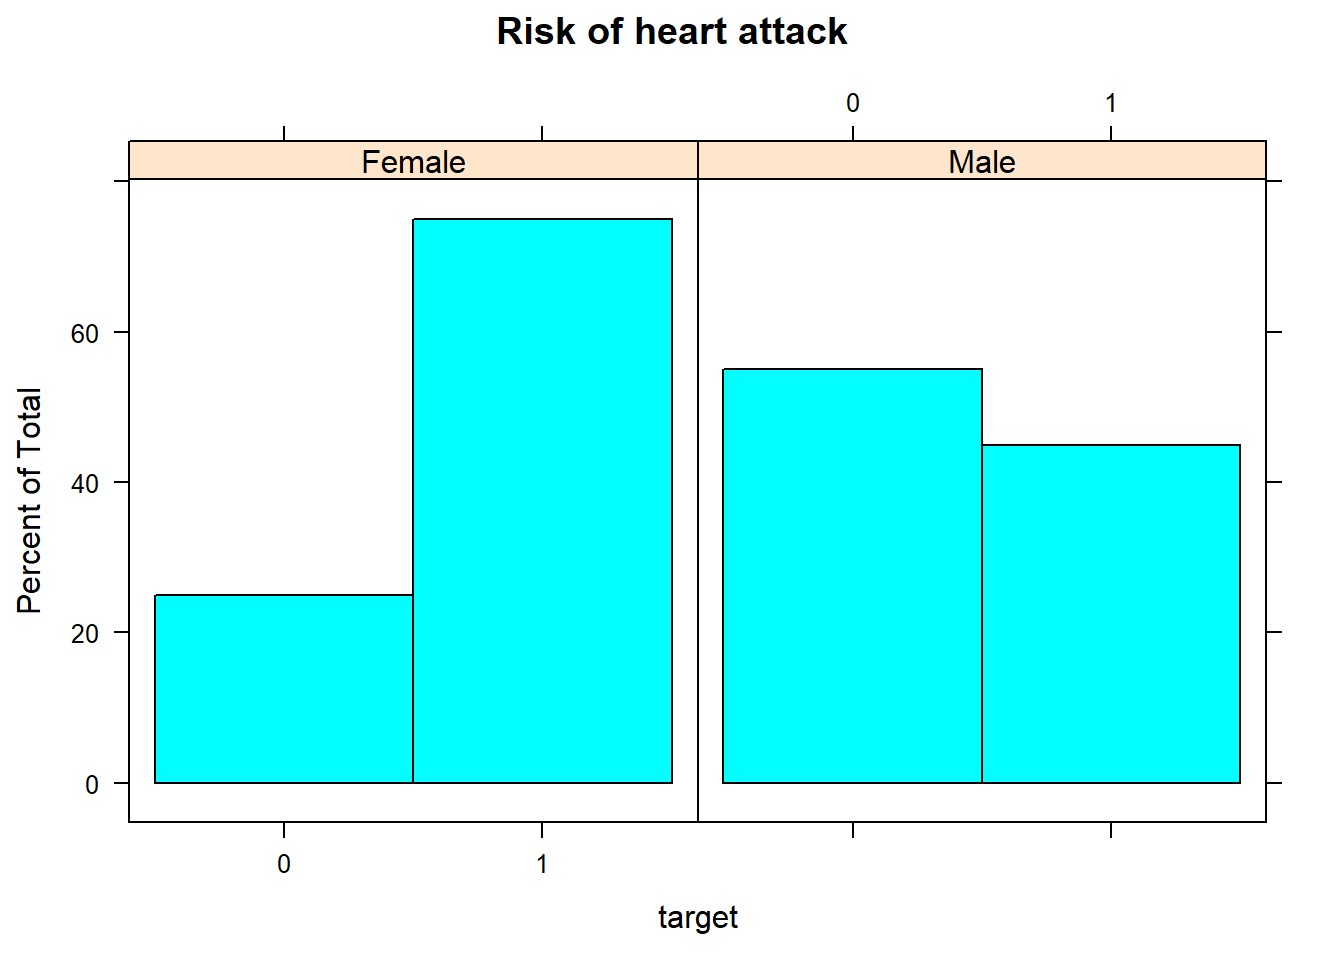 Risk of heart attack
0 1
Female Male
60
40
20
0
Percent of Total
0 1
target